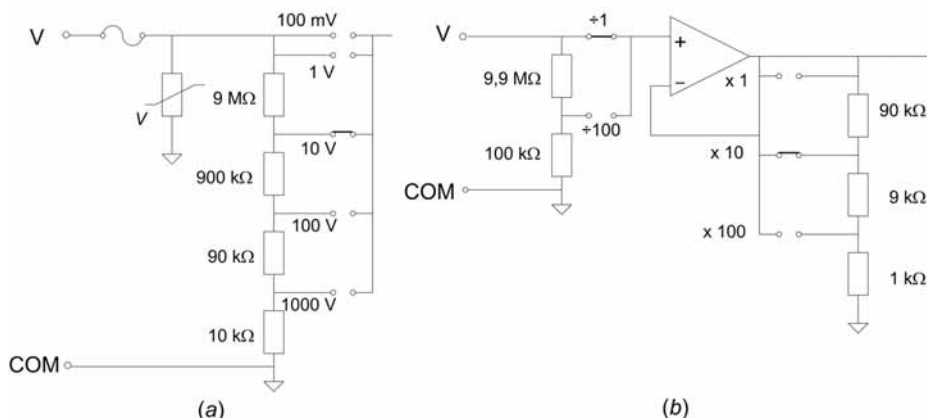 100 mV
V
1 V
9 MΩ
V
10 V
900 kΩ
100 V
90 kΩ
1000 V
10 kΩ
COM
(a)
÷1
V
+
9,9 MΩ
−
x 1
÷100
90 kΩ
100 kΩ
x 10
COM
9 kΩ
x 100
1 kΩ
(b)